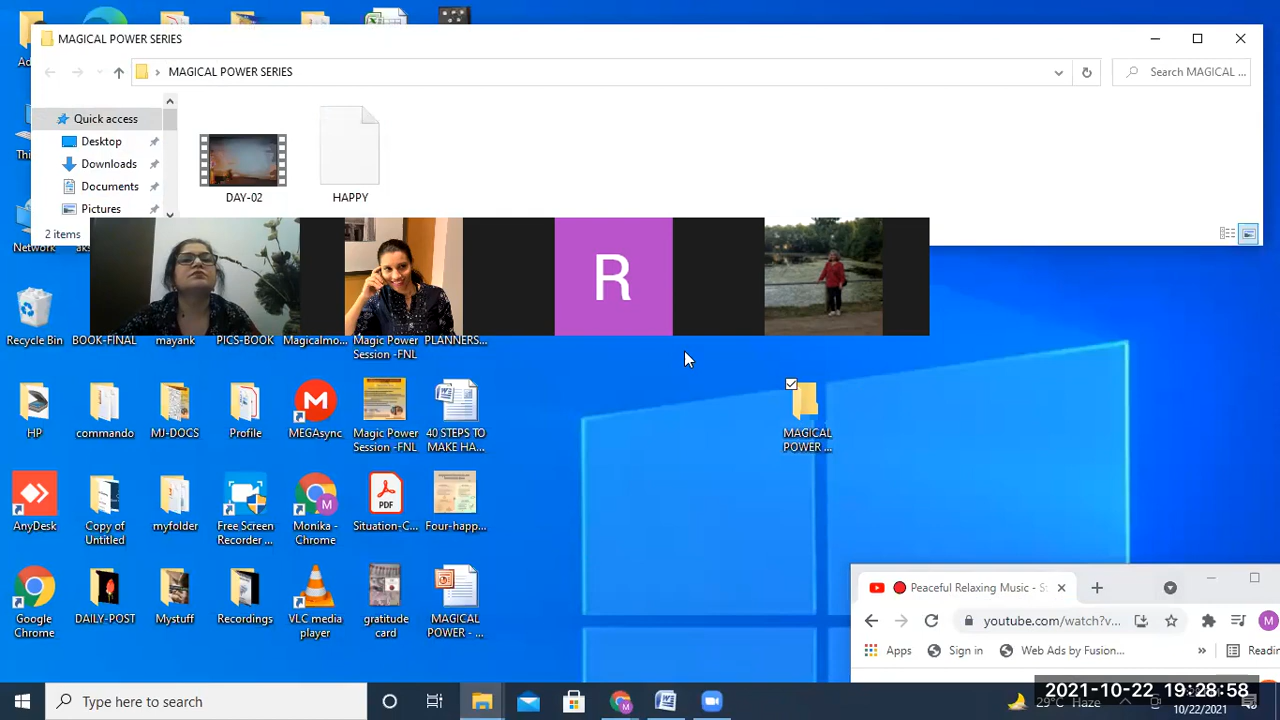 MAGICAL POWER SERIES
MAGICAL POWER SERIES
Search MAGICAL ...
Quick access
Desktop
Downloads
Documents
Pictures
DAY-02
HAPPY
2 items
R
Network
Recycle Bin
BOOK-FINAL
mayank
PICS-BOOK
Magicalmo...
Magic Power
Session -FNL
PLANNERS...
HP
commando
MJ-DOCS
Profile
MEGAsync
Magic Power
Session -FNL
40 STEPS TO
MAKE HA...
MAGICAL
POWER ...
AnyDesk
Copy of
Untitled
myfolder
Free Screen
Recorder ...
Monika -
Chrome
PDF
Situation-C...
Four-happ...
Google
Chrome
DAILY-POST
Mystuff
Recordings
VLC media
player
gratitude
card
MAGICAL
POWER - ...
Peaceful Relaxing Music - S
youtube.com/watch?v...
M
Apps
Sign in
Web Ads by Fusion...
»
Readin
Type here to search
29°C Haze
2021-10-22 19:28:58
10/22/2021